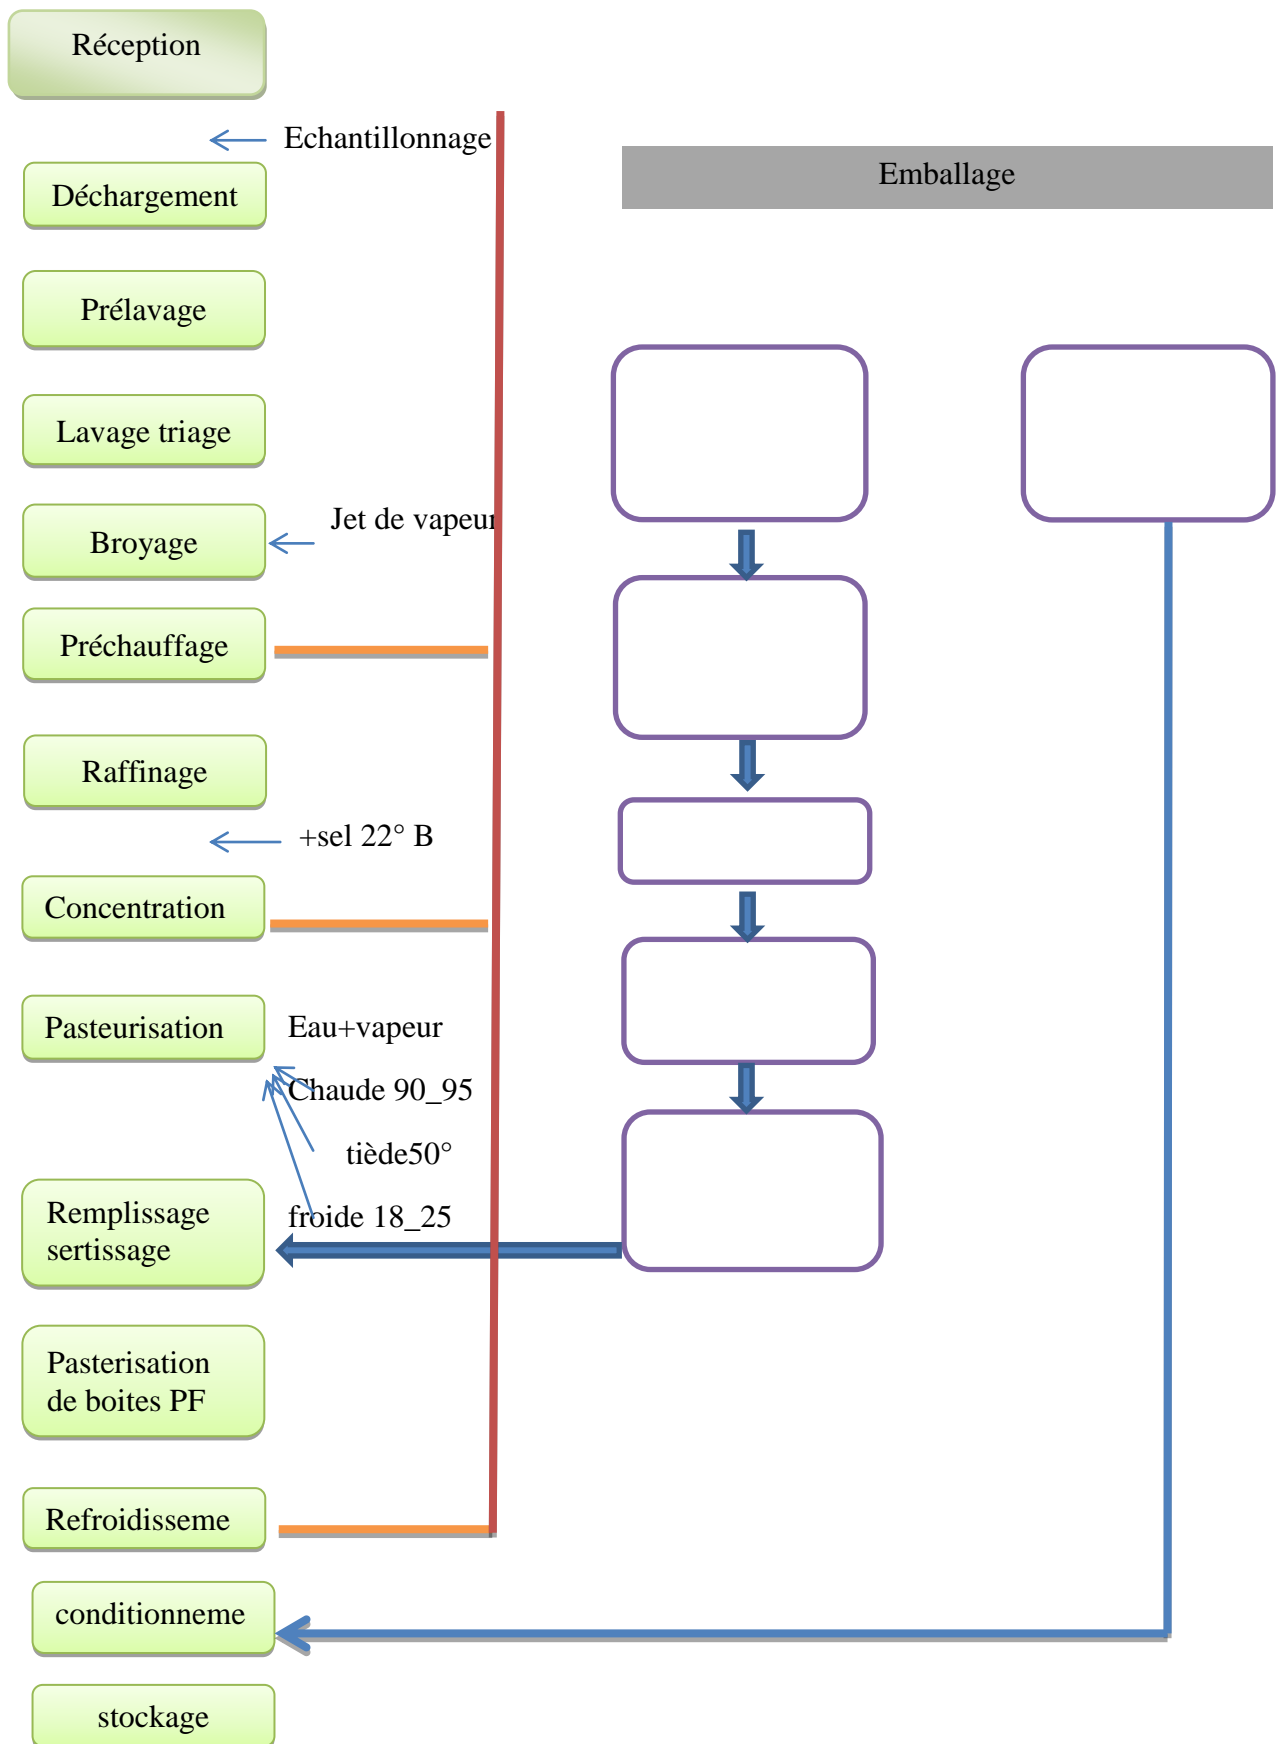 Réception
Echantillonnage
Emballage
Déchargement
Prélavage
Lavage triage
Jet de vapeur
Broyage
Préchauffage
Raffinage
+sel 22° B
Concentration
Pasteurisation
Eau+vapeur
Chaude 90_95
tiède50°
froide 18_25
Remplissage
sertissage
Pasterisation
de boites PF
Refroidisseme
conditionneme
stockage